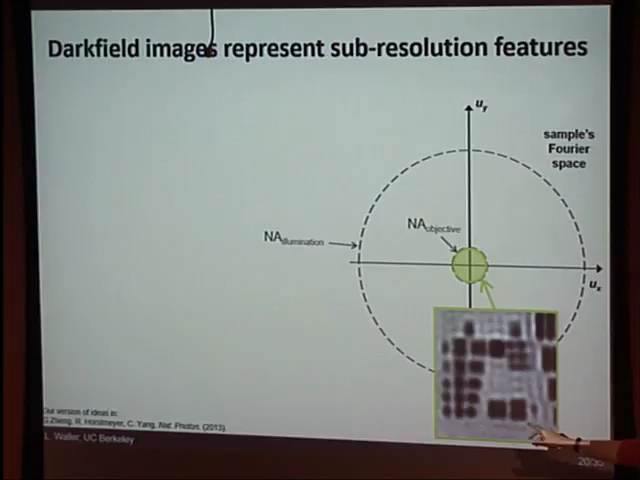 Darkfield images represent sub-resolution features
u_y
sample's
Fourier
space
NA_objective
NA_illumination
u_x
Our version of ideas in:
G Zheng, R. Horstmeyer, C. Yang, Nat. Photon. (2013).
L. Waller, UC Berkeley